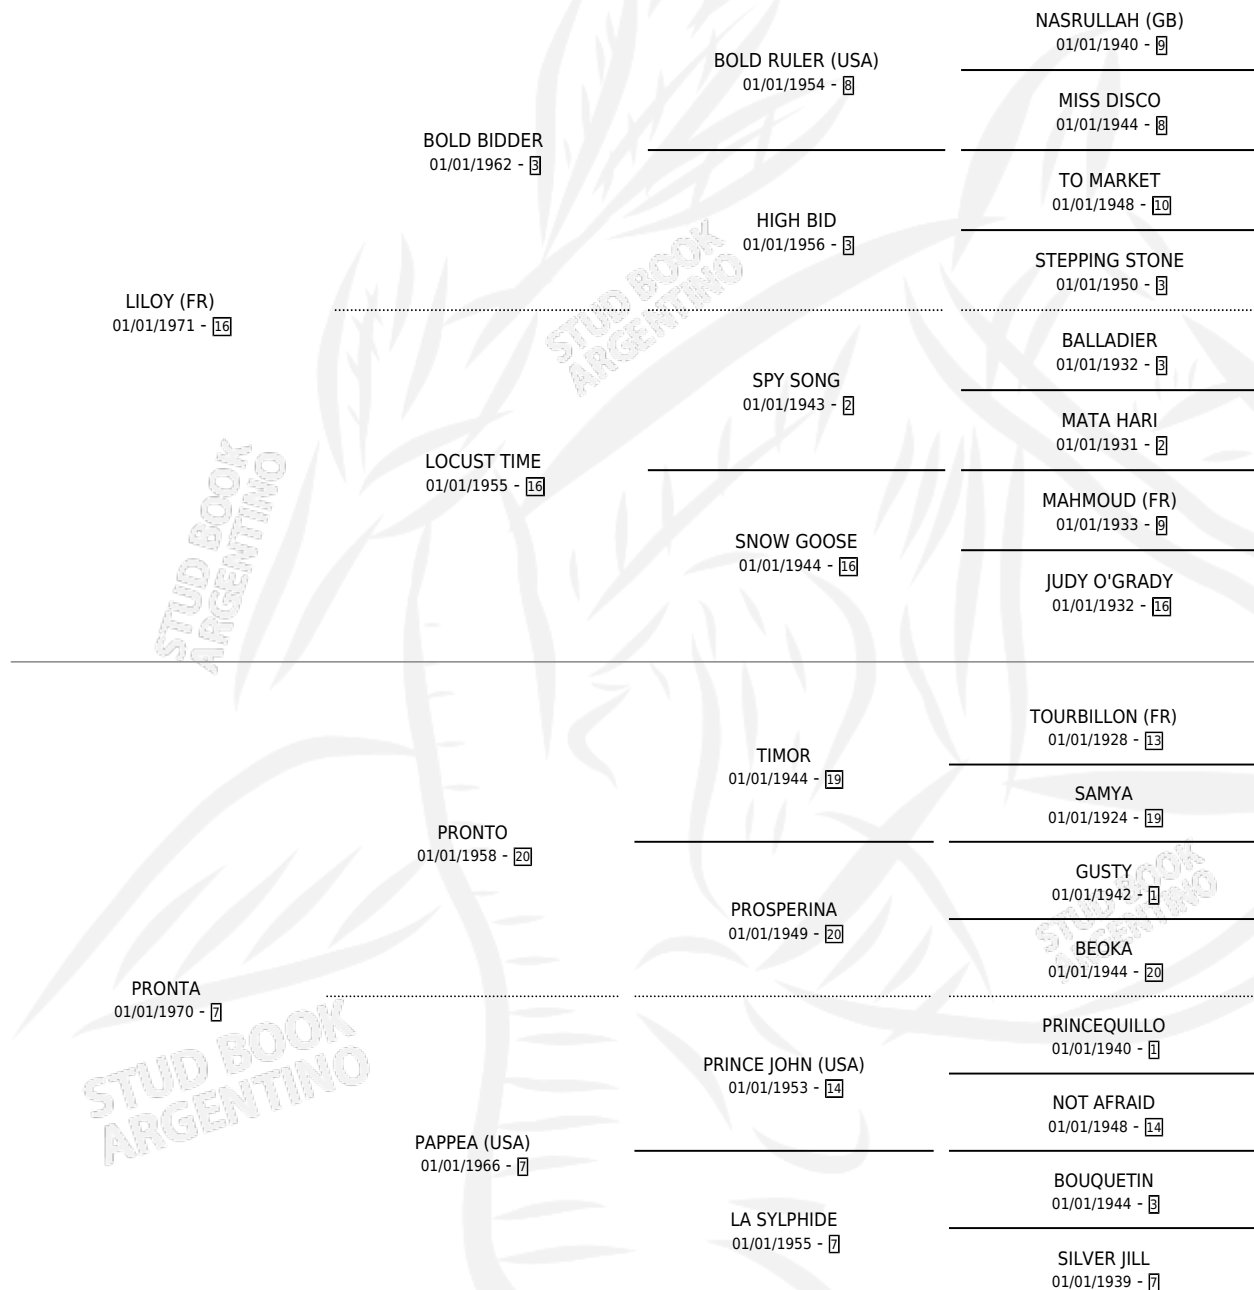 NASRULLAH (GB)
01/01/1940 - 9
BOLD RULER (USA)
01/01/1954 - 8
MISS DISCO
01/01/1944 - 8
BOLD BIDDER
01/01/1962 - 3
TO MARKET
01/01/1948 - 10
HIGH BID
01/01/1956 - 3
STEPPING STONE
01/01/1950 - 3
LILOY (FR)
01/01/1971 - 16
STUD BOOK
ARGENTINO
BALLADIER
01/01/1932 - 3
SPY SONG
01/01/1943 - 2
MATA HARI
01/01/1931 - 2
LOCUST TIME
01/01/1955 - 16
MAHMOUD (FR)
01/01/1933 - 9
SNOW GOOSE
01/01/1944 - 16
JUDY O'GRADY
01/01/1932 - 16
STUD BOOK
ARGENTINO
TOURBILLON (FR)
01/01/1928 - 13
TIMOR
01/01/1944 - 19
SAMYA
01/01/1924 - 19
PRONTO
01/01/1958 - 20
GUSTY
01/01/1942 - 1
PROSPERINA
01/01/1949 - 20
BEOKA
01/01/1944 - 20
STUD BOOK
ARGENTINO
PRONTA
01/01/1970 - 7
STUD BOOK
ARGENTINO
PRINCEQUILLO
01/01/1940 - 1
PRINCE JOHN (USA)
01/01/1953 - 14
NOT AFRAID
01/01/1948 - 14
PAPPEA (USA)
01/01/1966 - 7
BOUQUETIN
01/01/1944 - 3
LA SYLPHIDE
01/01/1955 - 7
SILVER JILL
01/01/1939 - 7